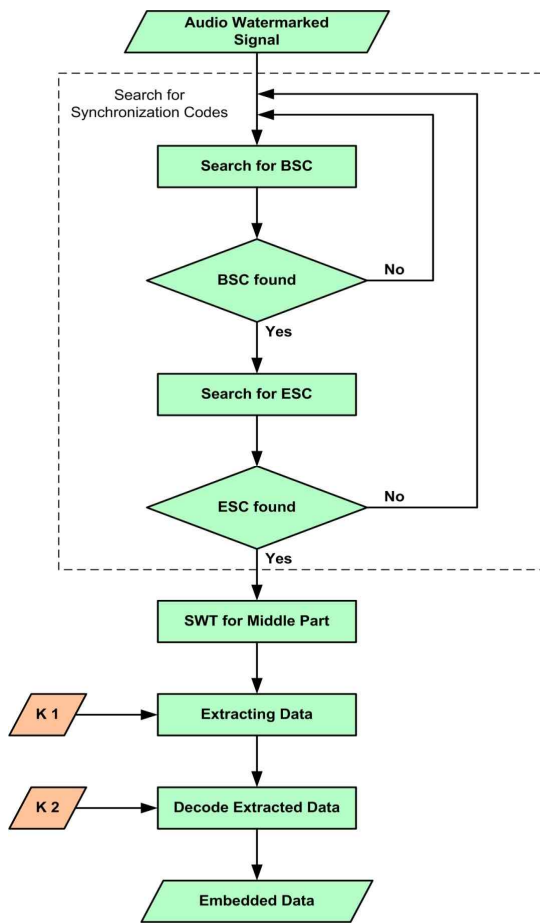 Audio Watermarked
Signal
Search for
Synchronization Codes
Search for BSC
BSC found
No
Yes
Search for ESC
ESC found
No
Yes
SWT for Middle Part
K 1
Extracting Data
K 2
Decode Extracted Data
Embedded Data